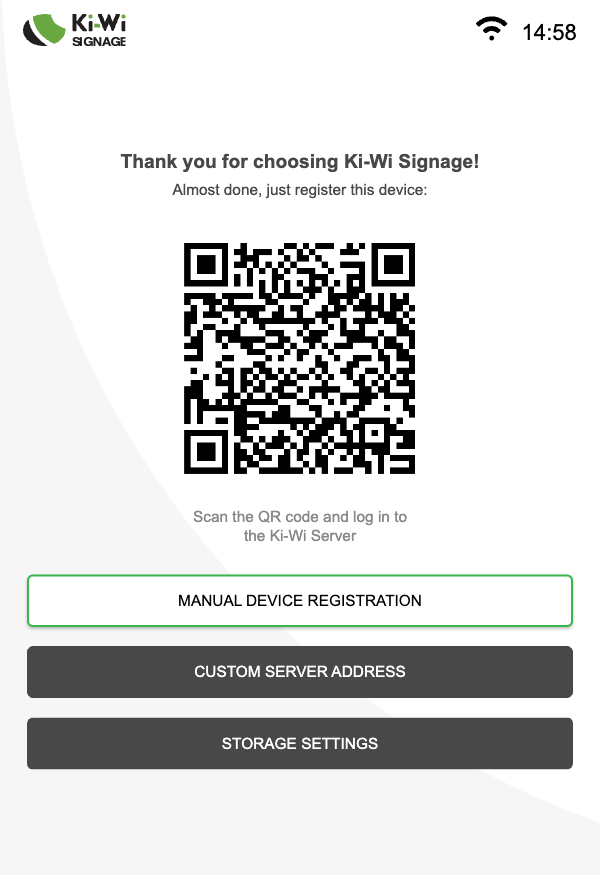 Ki-Wi
SIGNAGE
14:58
Thank you for choosing Ki-Wi Signage!
Almost done, just register this device:
Scan the QR code and log in to
the Ki-Wi Server
MANUAL DEVICE REGISTRATION
CUSTOM SERVER ADDRESS
STORAGE SETTINGS